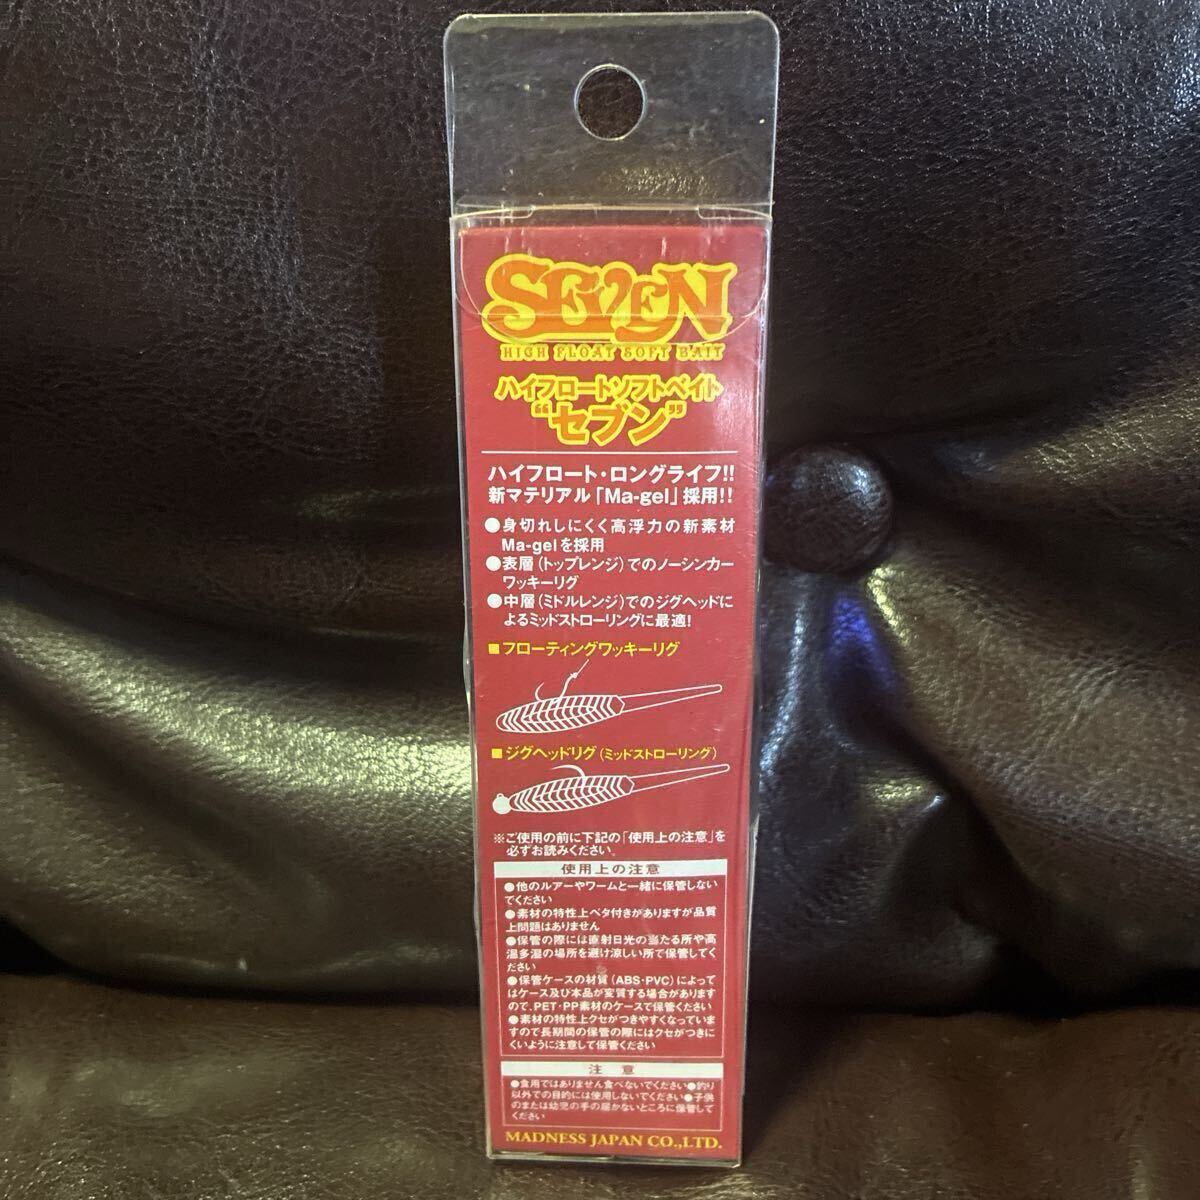 SEVEN
HIGH FLOAT SOFT BAIT
ハイフロートソフトベイト
“セブン”
ハイフロート・ロングライフ!!
新マテリアル「Ma-gel」採用!!
●身切れしにくく高浮力の新素材
Ma-gelを採用
●表層(トップレンジ)でのノーシンカー
ワッキーリグ
●中層(ミドルレンジ)でのジグヘッドに
よるミッドストローリングに最適!
■フローティングワッキーリグ
■ジグヘッドリグ(ミッドストローリング)
※ご使用の前に下記の「使用上の注意」を
必ずお読みください。
使用上の注意
●他のルアーやワームと一緒に保管しない
でください
●素材の特性上ベタ付きがありますが品質
上問題はありません
●保管の際には直射日光の当たる所や高
温多湿の場所を避け涼しい所で保管してく
ださい
●保管ケースの材質(ABS・PVC)によって
はケース及び本品が変質する場合があります
ので、PET・PP素材のケースで保管ください
●素材の特性上クセがつきやすくなっていま
すので長期間の保管の際にはクセがつきに
くいように注意して保管ください
注 意
●食用ではありません食べないでください●釣り
以外での目的には使用しないでください●子供
のまたは幼児の手の届かないところに保管して
ください
MADNESS JAPAN CO.,LTD.